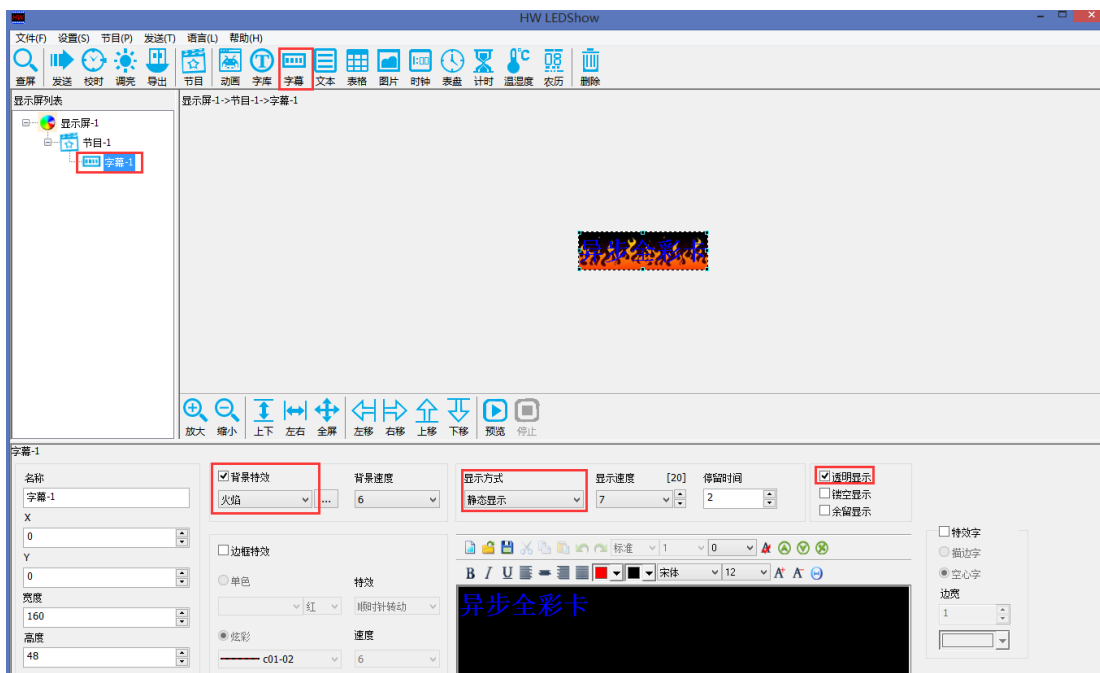 HW LEDShow
文件(F) 设置(S) 节目(P) 发送(T) 语言(L) 帮助(H)
查屏 发送 校时 调亮 导出 节目 动画 字库 字幕 文本 表格 图片 时钟 表盘 计时 温湿度 农历 删除
显示屏列表
显示屏-1->节目-1->字幕-1
显示屏-1
节目-1
字幕-1
异步全彩卡
放大 缩小 上下 左右 全屏 左移 右移 上移 下移 预览 停止
字幕-1
名称
字幕-1
X
0
Y
0
宽度
160
高度
48
背景特效 背景速度
火焰 ... 6
边框特效
单色 特效
红 顺时针转动
炫彩 速度
c01-02 6
显示方式 显示速度 [20] 停留时间
静态显示 7 2
透明显示
镂空显示
余留显示
标准 1 0
B I U 宋体 12 A+ A-
异步全彩卡
特效字
描边字
空心字
边宽
1